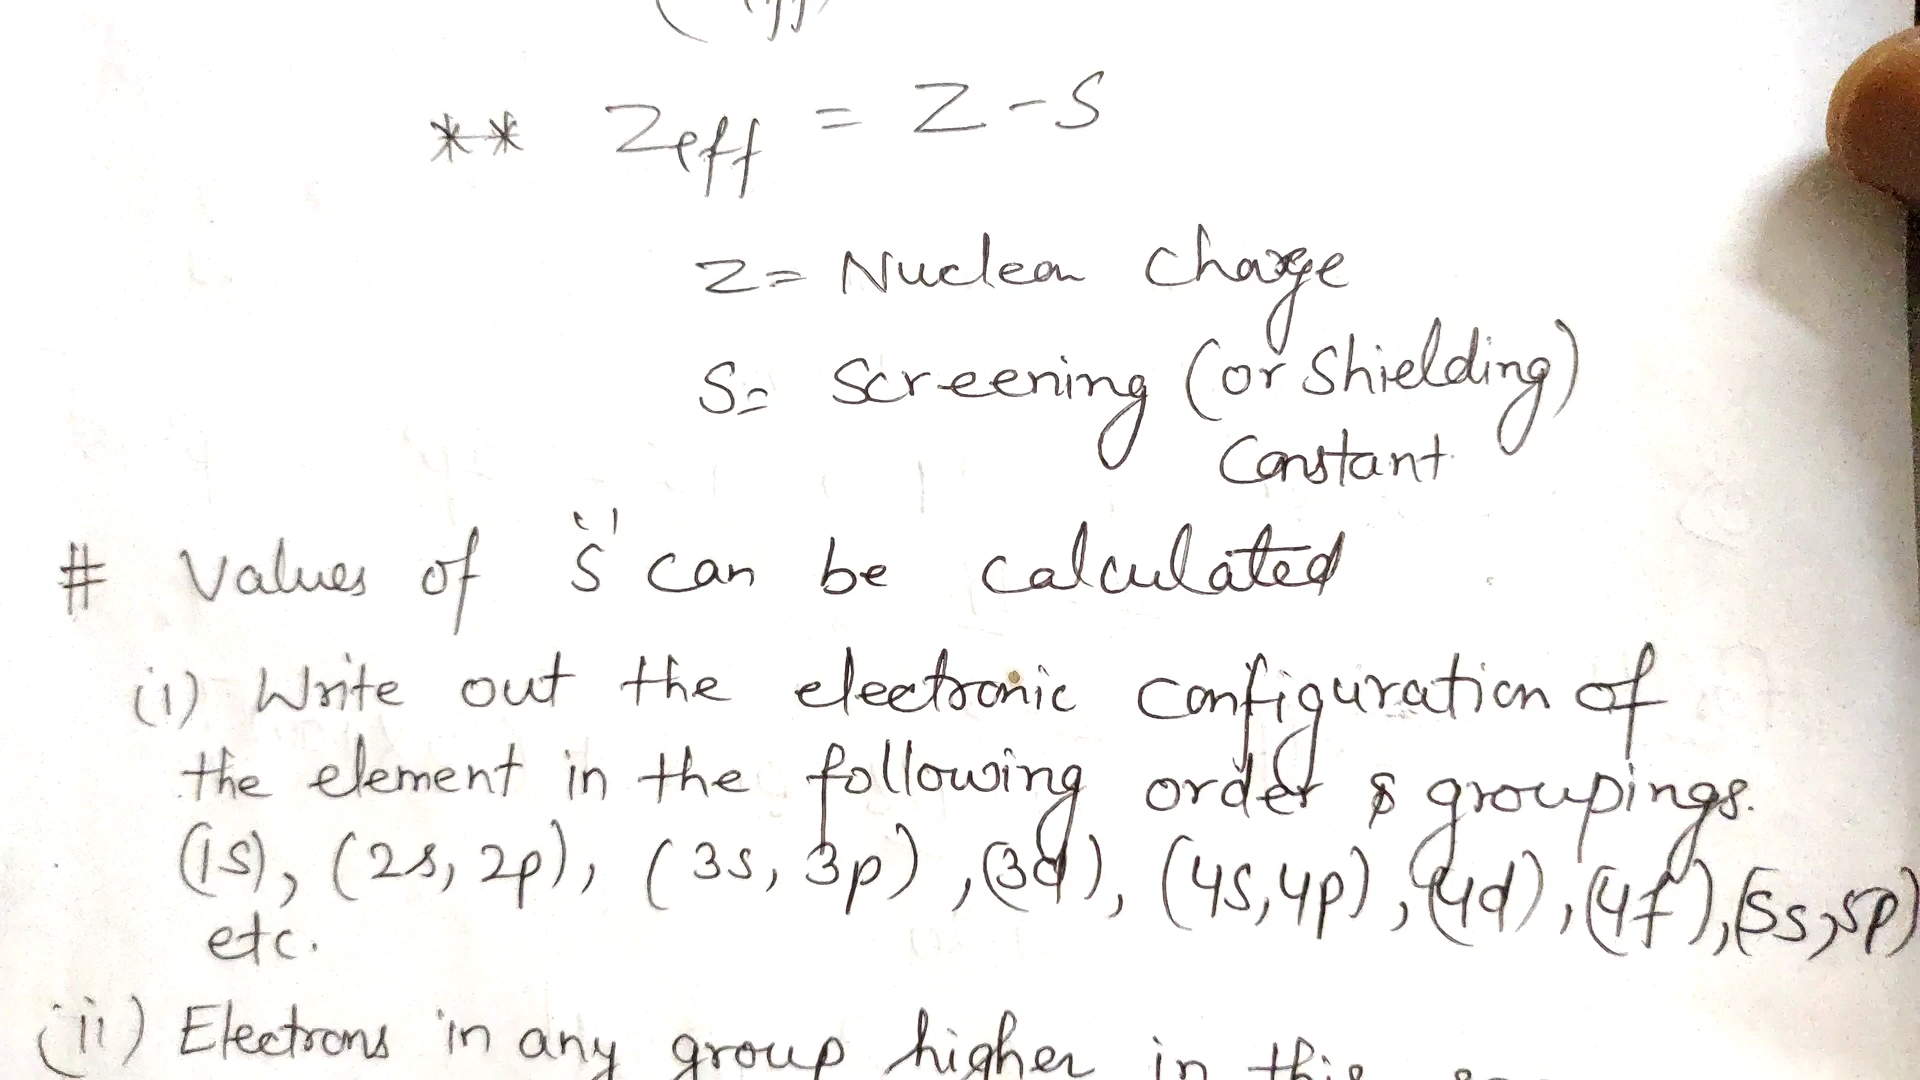 ** Zeff = Z - S
Z = Nuclear charge
S = Screening (or Shielding)
Constant
# Values of 'S' can be calculated
(i) Write out the electronic configuration of
the element in the following order & groupings.
(1s), (2s, 2p), (3s, 3p), (3d), (4s, 4p), (4d), (4f), (5s, 5p)
etc.
(ii) Electrons in any group higher in this